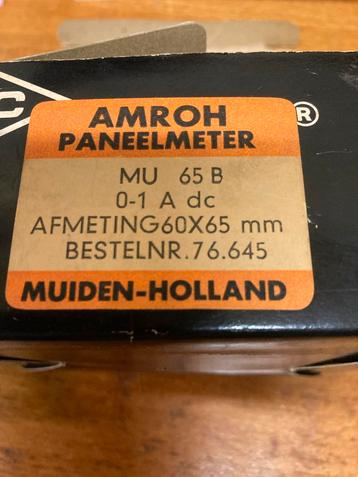 C
®
AMROH
PANEELMETER
MU 65 B
0-1 A dc
AFMETING60X65 mm
BESTELNR.76.645
MUIDEN-HOLLAND